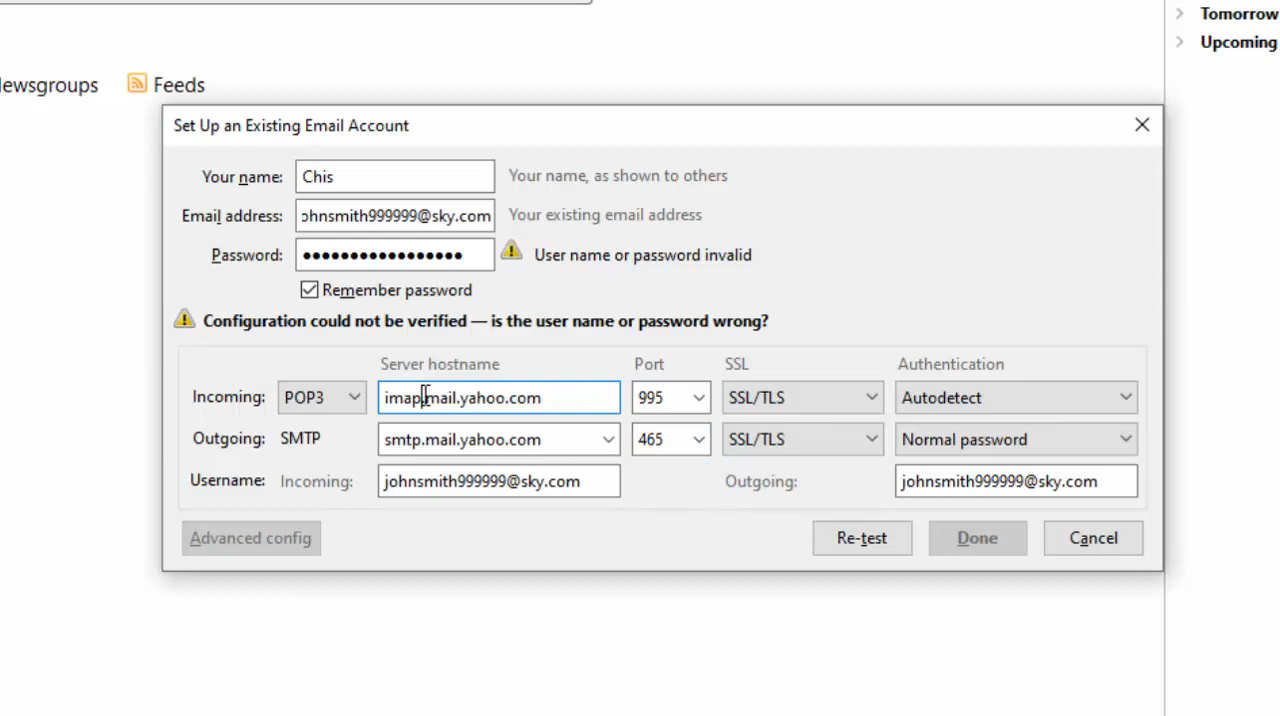 Tomorrow
Upcoming
ewsgroups Feeds
Set Up an Existing Email Account
Your name: Chis Your name, as shown to others
Email address: ohnsmith999999@sky.com Your existing email address
Password: ••••••••••••••••• User name or password invalid
Remember password
Configuration could not be verified — is the user name or password wrong?
Server hostname Port SSL Authentication
Incoming: POP3 imap.mail.yahoo.com 995 SSL/TLS Autodetect
Outgoing: SMTP smtp.mail.yahoo.com 465 SSL/TLS Normal password
Username: Incoming: johnsmith999999@sky.com Outgoing: johnsmith999999@sky.com
Advanced config Re-test Done Cancel